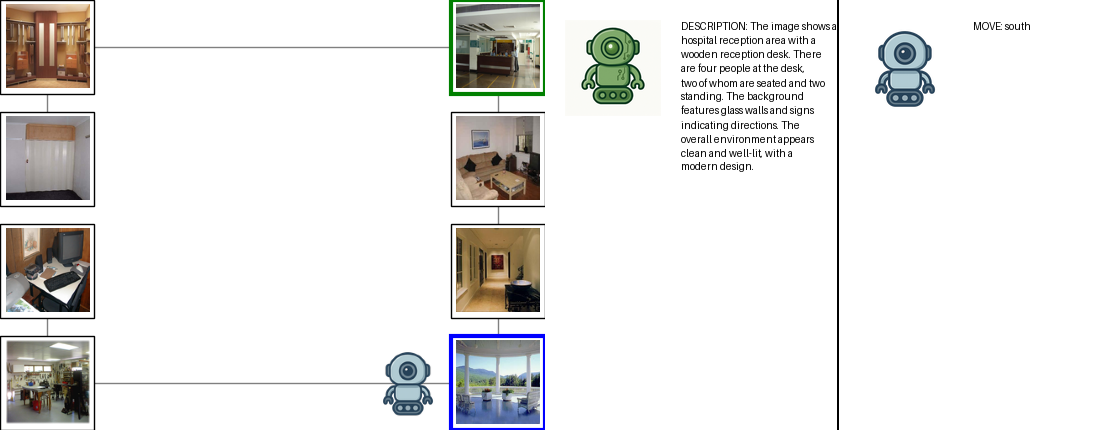 DESCRIPTION: The image shows a
hospital reception area with a
wooden reception desk. There
are four people at the desk,
two of whom are seated and two
standing. The background
features glass walls and signs
indicating directions. The
overall environment appears
clean and well-lit, with a
modern design.
MOVE: south